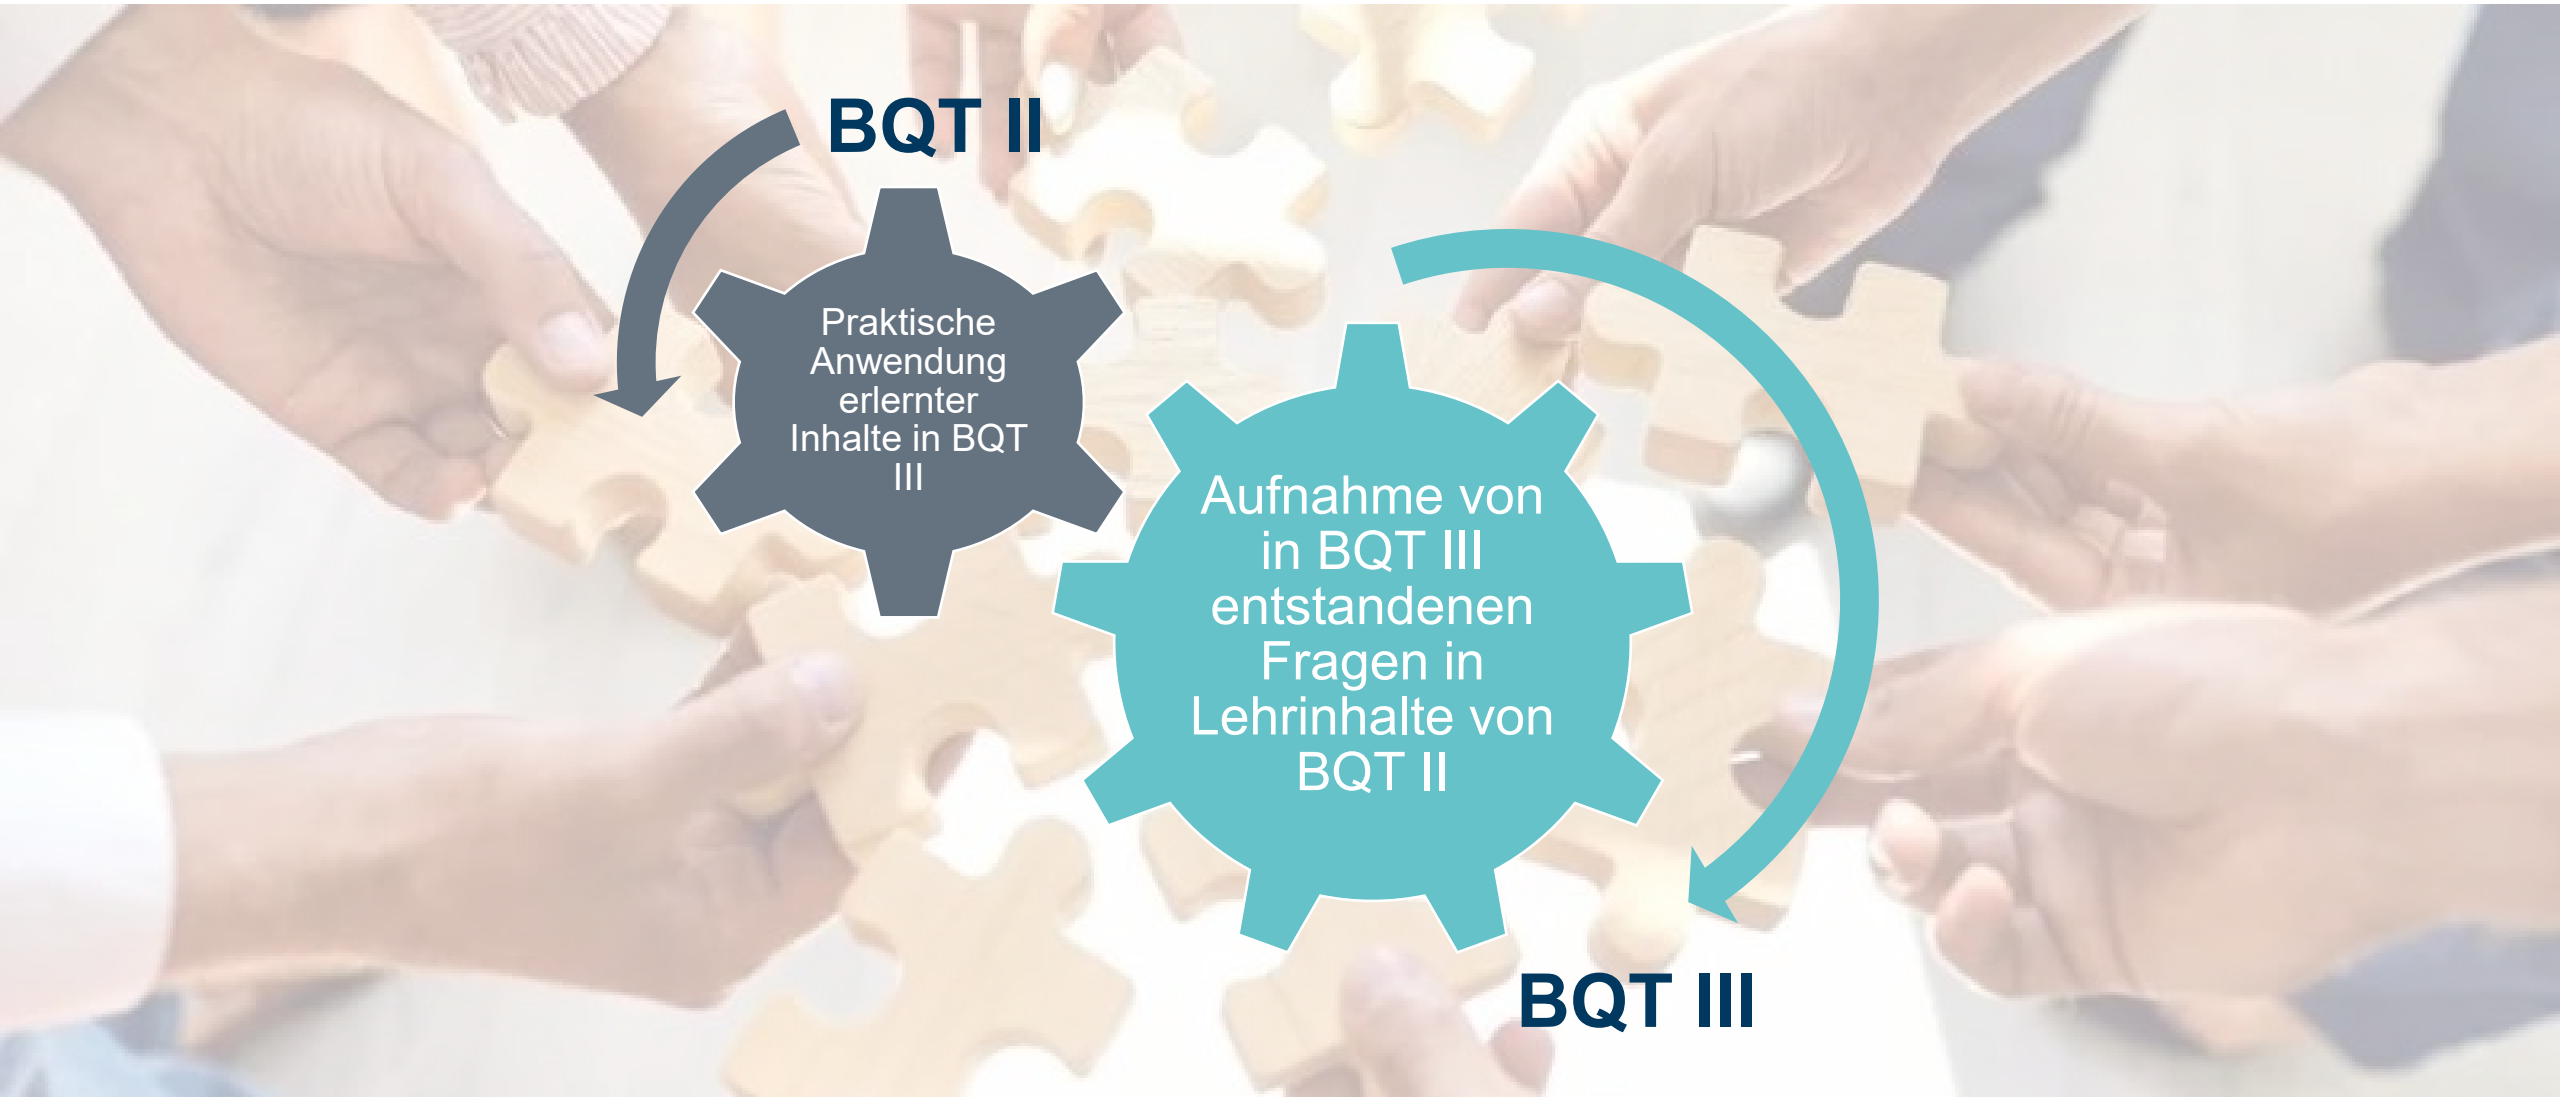 BQT II
Praktische
Anwendung
erlernter
Inhalte in BQT
III
Aufnahme von
in BQT III
entstandenen
Fragen in
Lehrinhalte von
BQT II
BQT III